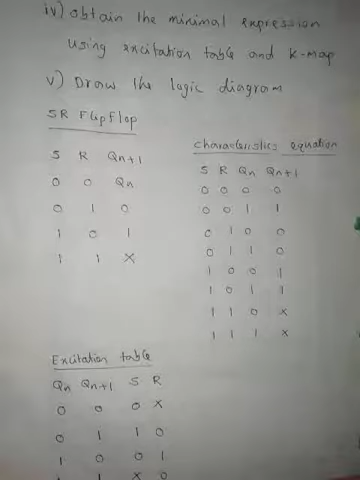 iv) obtain the minimal expression
using excitation table and k-map
v) Draw the logic diagram
SR FlipFlop
S R Qn+1
0 0 Qn
0 1 0
1 0 1
1 1 X
characteristics equation
S R Qn Qn+1
0 0 0 0
0 0 1 1
0 1 0 0
0 1 1 0
1 0 0 1
1 0 1 1
1 1 0 X
1 1 1 X
Excitation table
Qn Qn+1 S R
0 0 0 X
0 1 1 0
1 0 0 1
1 1 X 0